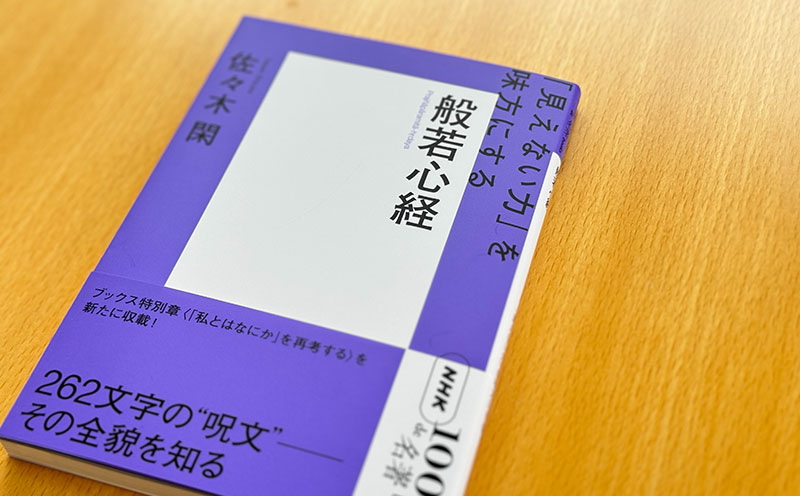 「見えない力」を
味方にする
般若心経
Prajñāpāramitā-hṛdaya
佐々木 閑
ブックス特別章〈「私とはなにか」を再考する〉を
新たに収載！
262文字の“呪文”――
その全貌を知る
NHK
100
de 名著